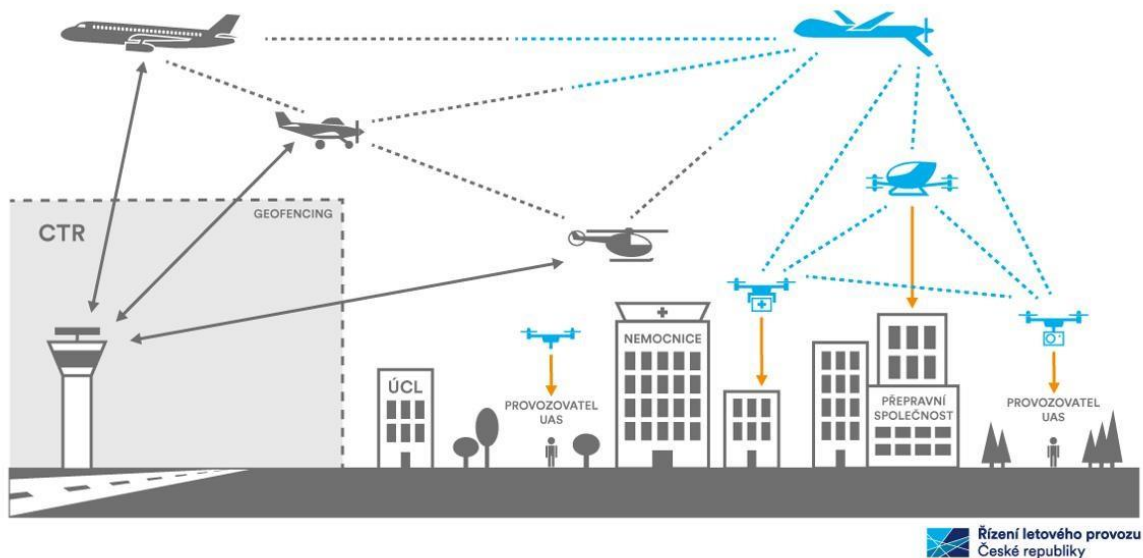 GEOFENCING
CTR
NEMOCNICE
ÚCL
PROVOZOVATEL
UAS
PŘEPRAVNÍ
SPOLEČNOST
PROVOZOVATEL
UAS
Řízení letového provozu
České republiky